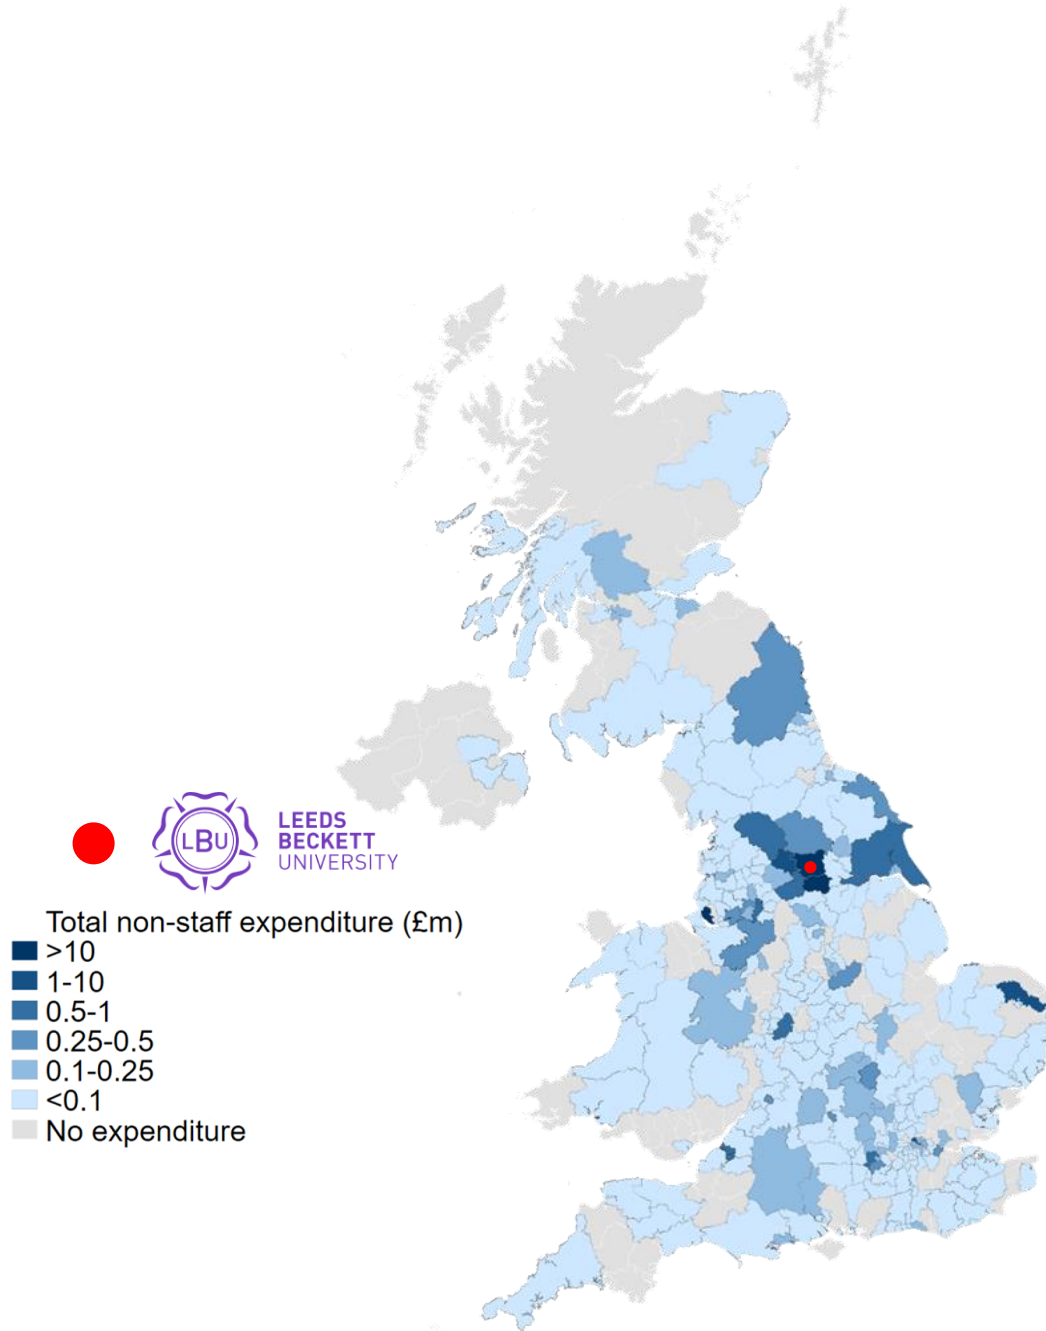 LBU
LEEDS
BECKETT
UNIVERSITY
Total non-staff expenditure (£m)
>10
1-10
0.5-1
0.25-0.5
0.1-0.25
<0.1
No expenditure